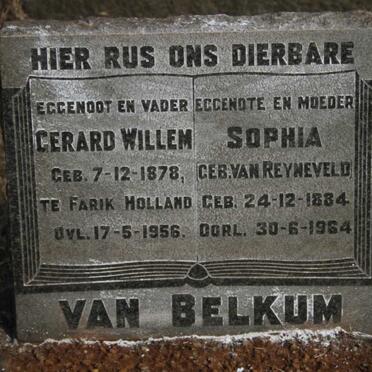 HIER RUS ONS DIERBARE
EGGENOOT EN VADER
GERARD WILLEM
GEB. 7-12-1878,
TE FARIK HOLLAND
OVL. 17-5-1956.
EGGENOTE EN MOEDER
SOPHIA
(GEB. VAN REYNEVELD)
GEB. 24-12-1884
OORL. 30-6-1964
VAN BELKUM